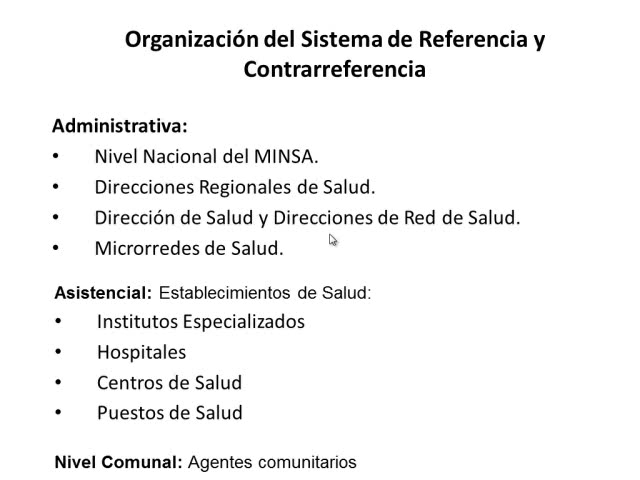 Organización del Sistema de Referencia y
Contrarreferencia
Administrativa:
• Nivel Nacional del MINSA.
• Direcciones Regionales de Salud.
• Dirección de Salud y Direcciones de Red de Salud.
• Microrredes de Salud.
Asistencial: Establecimientos de Salud:
• Institutos Especializados
• Hospitales
• Centros de Salud
• Puestos de Salud
Nivel Comunal: Agentes comunitarios